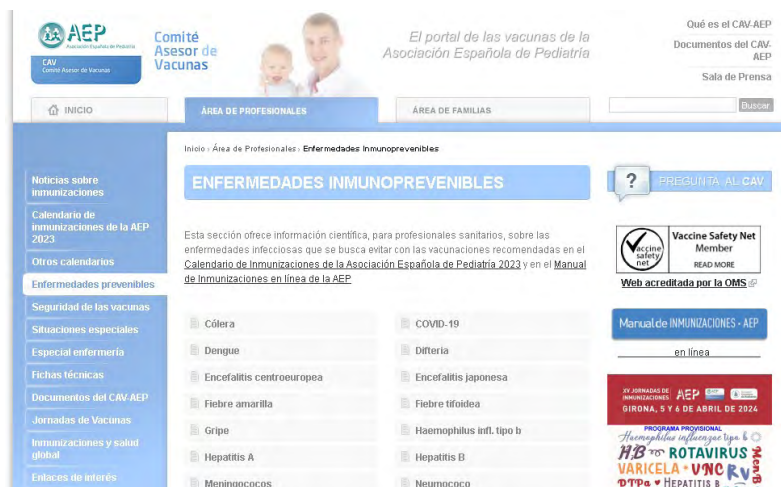 AEP
Asociación Española de Pediatría
CAV
Comité Asesor de Vacunas
Comité
Asesor de
Vacunas
El portal de las vacunas de la
Asociación Española de Pediatría
Qué es el CAV-AEP
Documentos del CAV-
AEP
Sala de Prensa
INICIO
ÁREA DE PROFESIONALES
ÁREA DE FAMILIAS
Buscar
Inicio › Área de Profesionales › Enfermedades Inmunoprevenibles
Noticias sobre
inmunizaciones
Calendario de
inmunizaciones de la AEP
2023
Otros calendarios
Enfermedades prevenibles
Seguridad de las vacunas
Situaciones especiales
Especial enfermería
Fichas técnicas
Documentos del CAV-AEP
Jornadas de Vacunas
Inmunizaciones y salud
global
Enlaces de interés
ENFERMEDADES INMUNOPREVENIBLES
Esta sección ofrece información científica, para profesionales sanitarios, sobre las
enfermedades infecciosas que se busca evitar con las vacunaciones recomendadas en el
Calendario de Inmunizaciones de la Asociación Española de Pediatría 2023 y en el Manual
de Inmunizaciones en línea de la AEP
Cólera
COVID-19
Dengue
Difteria
Encefalitis centroeuropea
Encefalitis japonesa
Fiebre amarilla
Fiebre tifoidea
Gripe
Haemophilus infl. tipo b
Hepatitis A
Hepatitis B
Meningococos
Neumococo
? PREGUNTA AL CAV
vaccine
safety
net
Vaccine Safety Net
Member
READ MORE
Web acreditada por la OMS
Manual de INMUNIZACIONES - AEP
en línea
XV JORNADAS DE
INMUNIZACIONES AEP
GIRONA, 5 Y 6 DE ABRIL DE 2024
PROGRAMA PROVISIONAL
Haemophilus influenzae tipo b
HB ROTAVIRUS
MenB
VARICELA • VNC RV
DTPa HEPATITIS B